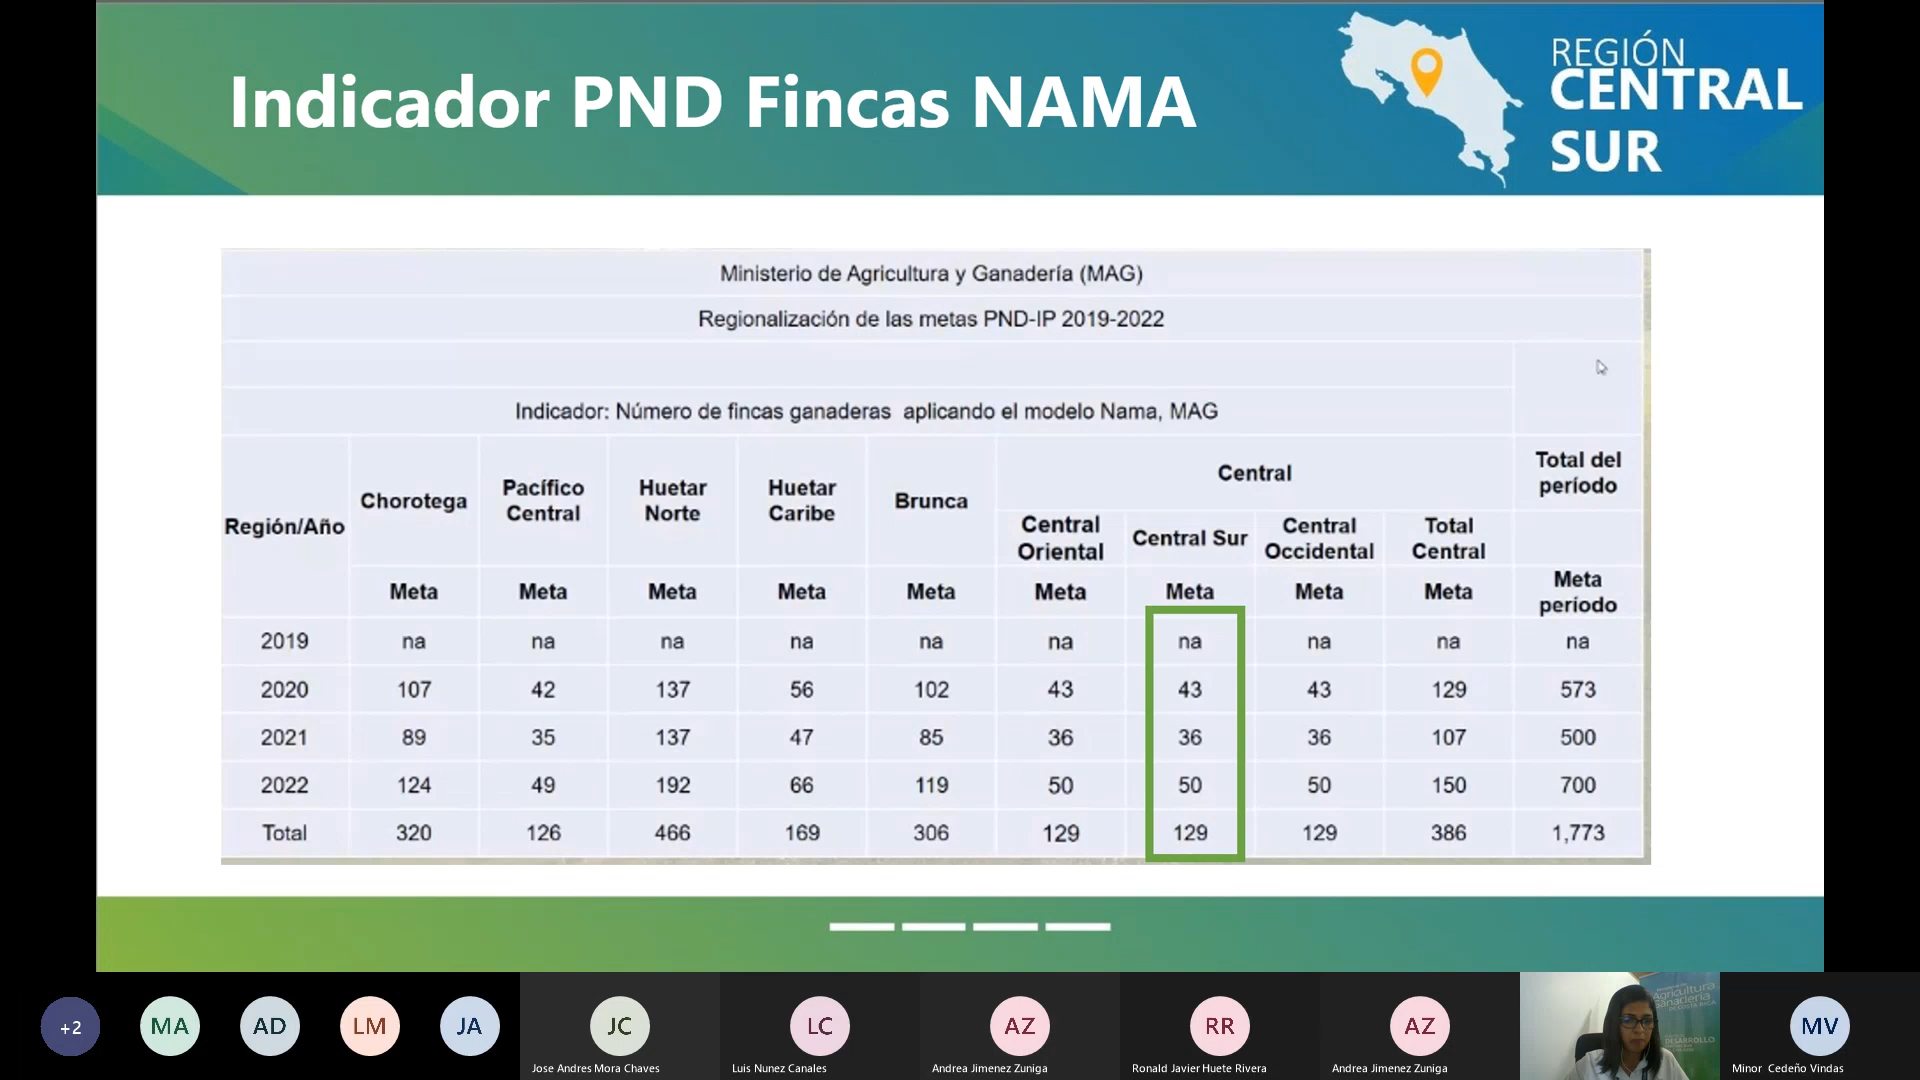 Indicador PND Fincas NAMA
REGIÓN
CENTRAL
SUR
Ministerio de Agricultura y Ganadería (MAG)
Regionalización de las metas PND-IP 2019-2022
Indicador: Número de fincas ganaderas aplicando el modelo Nama, MAG
Región/Año Chorotega Pacífico Central Huetar Norte Huetar Caribe Brunca Central Total del período
Central Oriental Central Sur Central Occidental Total Central
Meta Meta Meta Meta Meta Meta Meta Meta Meta Meta período
2019 na na na na na na na na na na
2020 107 42 137 56 102 43 43 43 129 573
2021 89 35 137 47 85 36 36 36 107 500
2022 124 49 192 66 119 50 50 50 150 700
Total 320 126 466 169 306 129 129 129 386 1,773
+2 MA AD LM JA JC LC AZ RR AZ MV
Agricultura
Ganadería
DESARROLLO
Jose Andres Mora Chaves Luis Nunez Canales Andrea Jimenez Zuniga Ronald Javier Huete Rivera Andrea Jimenez Zuniga Minor Cedeño Vindas